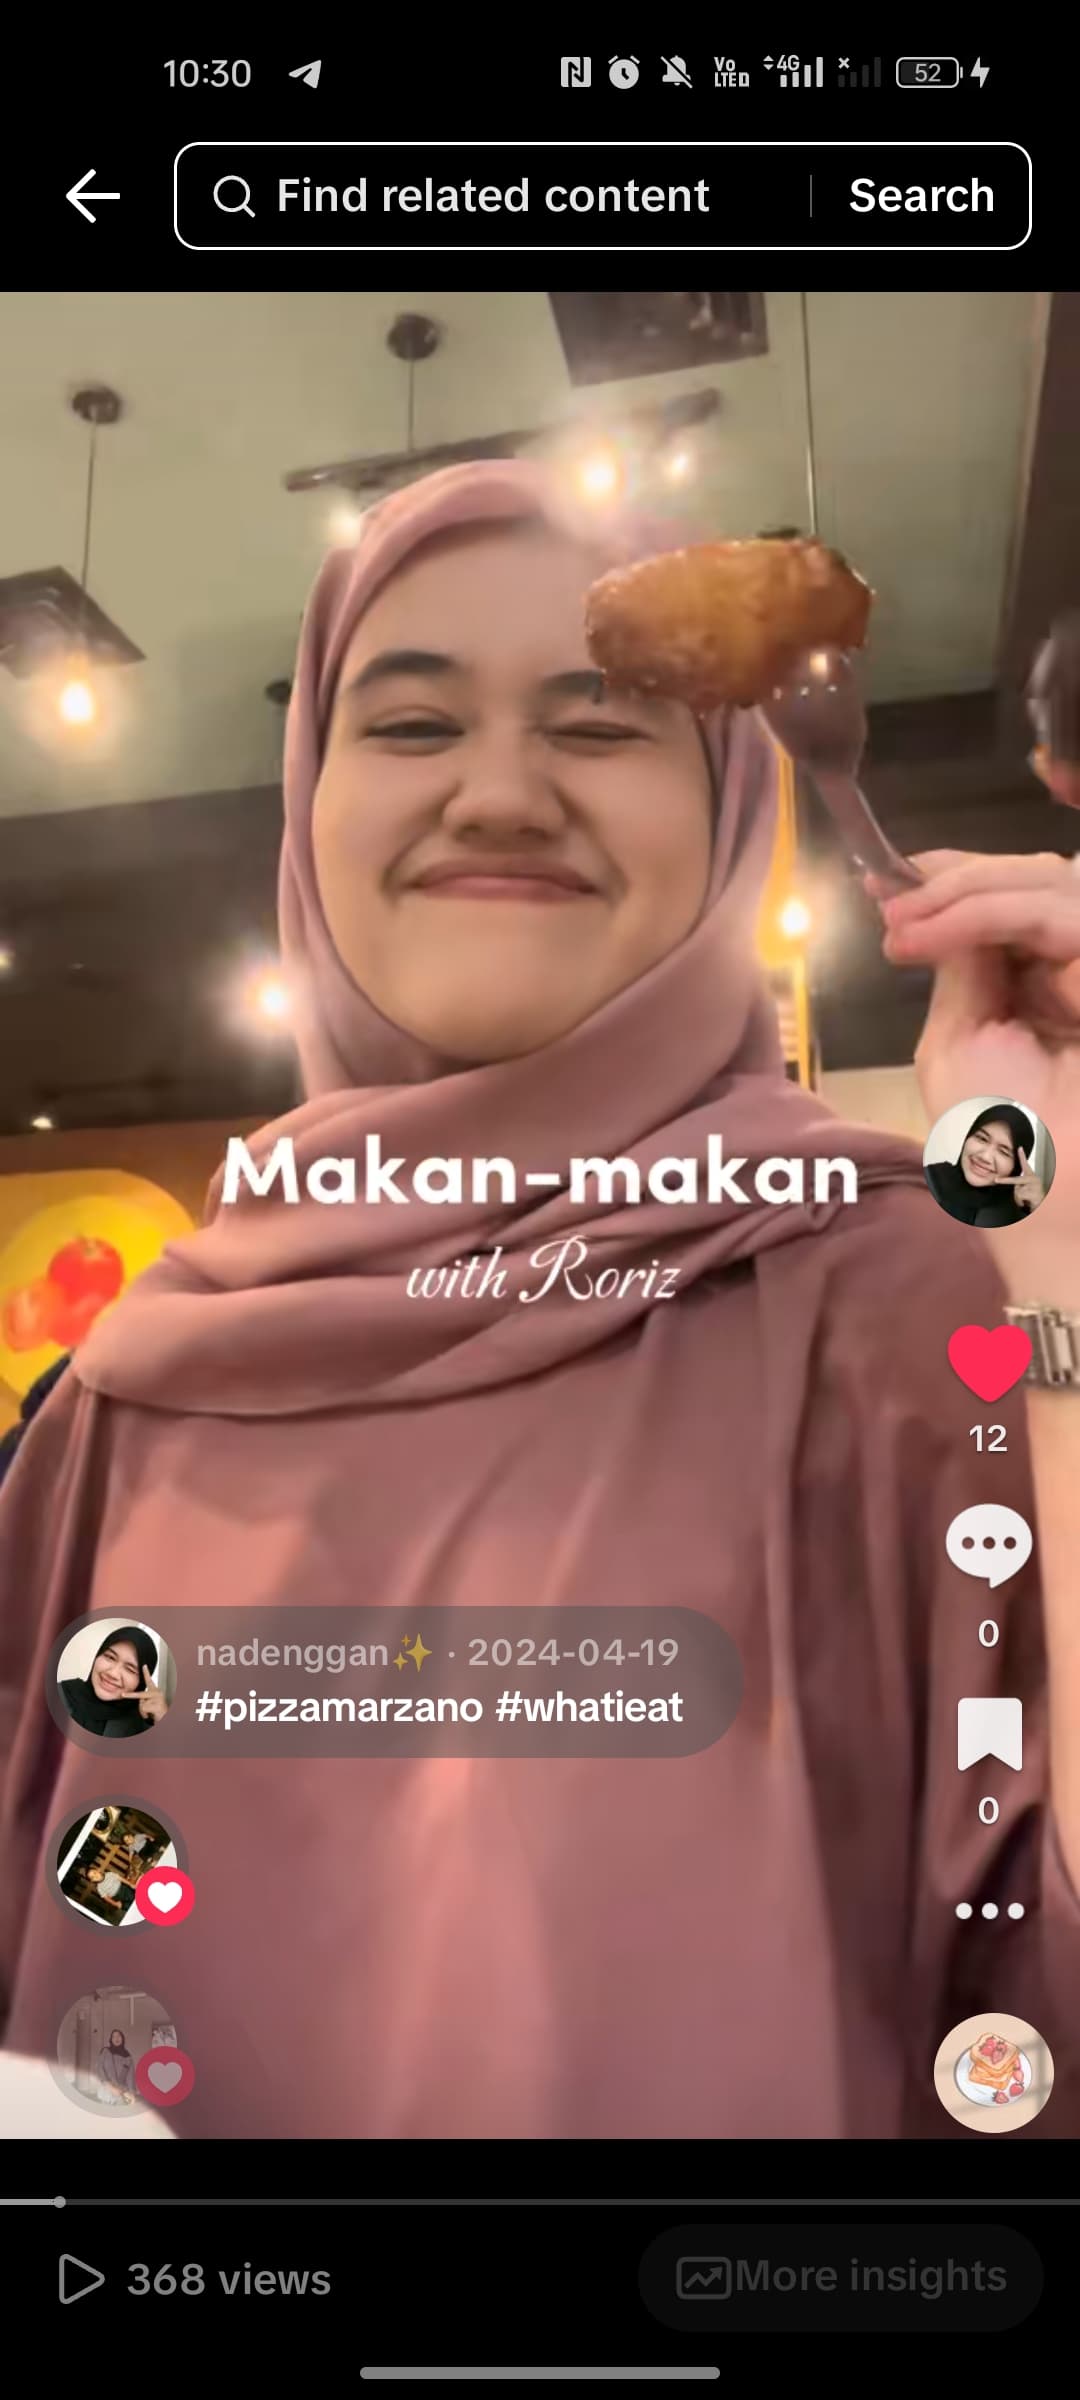 10:30
Vo
LTED
4G
52
Find related content
Search
Makan-makan
with Roriz
nadenggan✨ · 2024-04-19
#pizzamarzano #whatieat
12
0
0
368 views
More insights